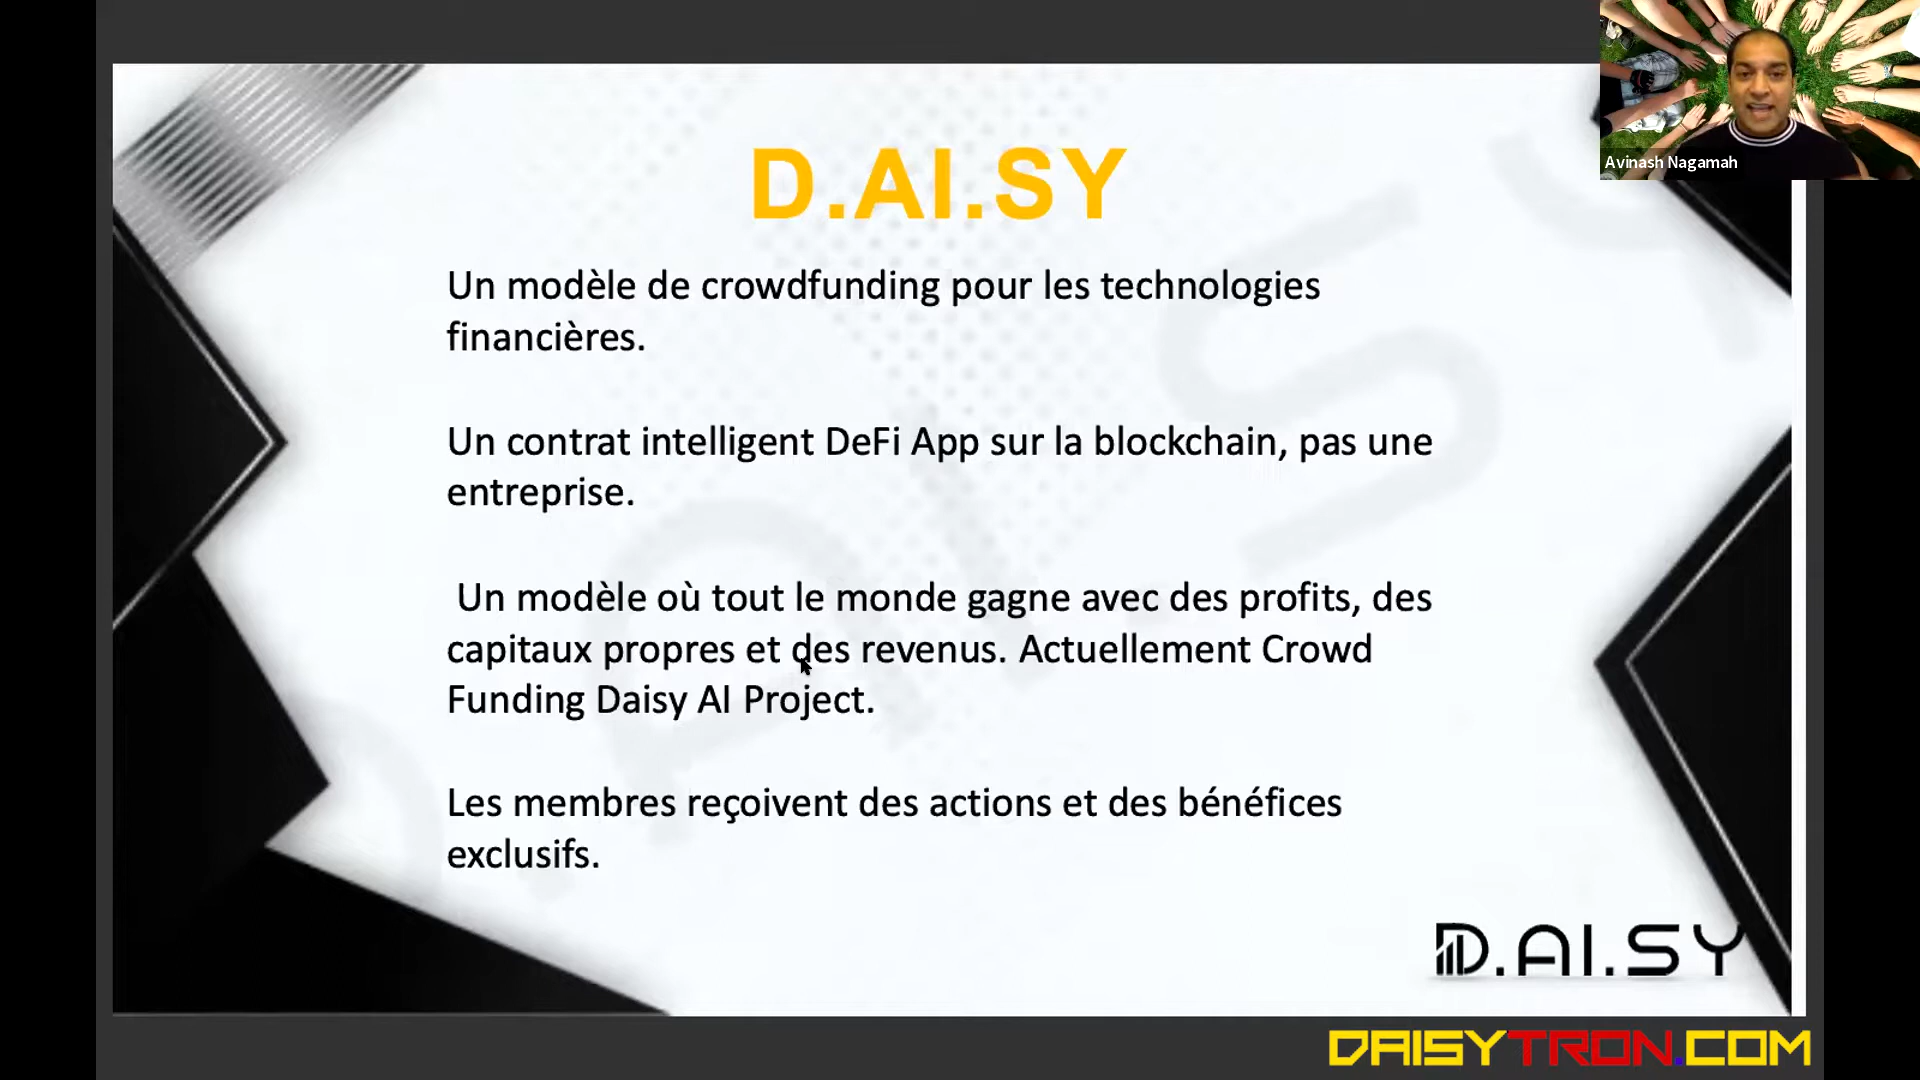 Avinash Nagamah
D.AI.SY
Un modèle de crowdfunding pour les technologies
financières.
Un contrat intelligent DeFi App sur la blockchain, pas une
entreprise.
Un modèle où tout le monde gagne avec des profits, des
capitaux propres et des revenus. Actuellement Crowd
Funding Daisy AI Project.
Les membres reçoivent des actions et des bénéfices
exclusifs.
D.AI.SY
DAISYTRON.COM